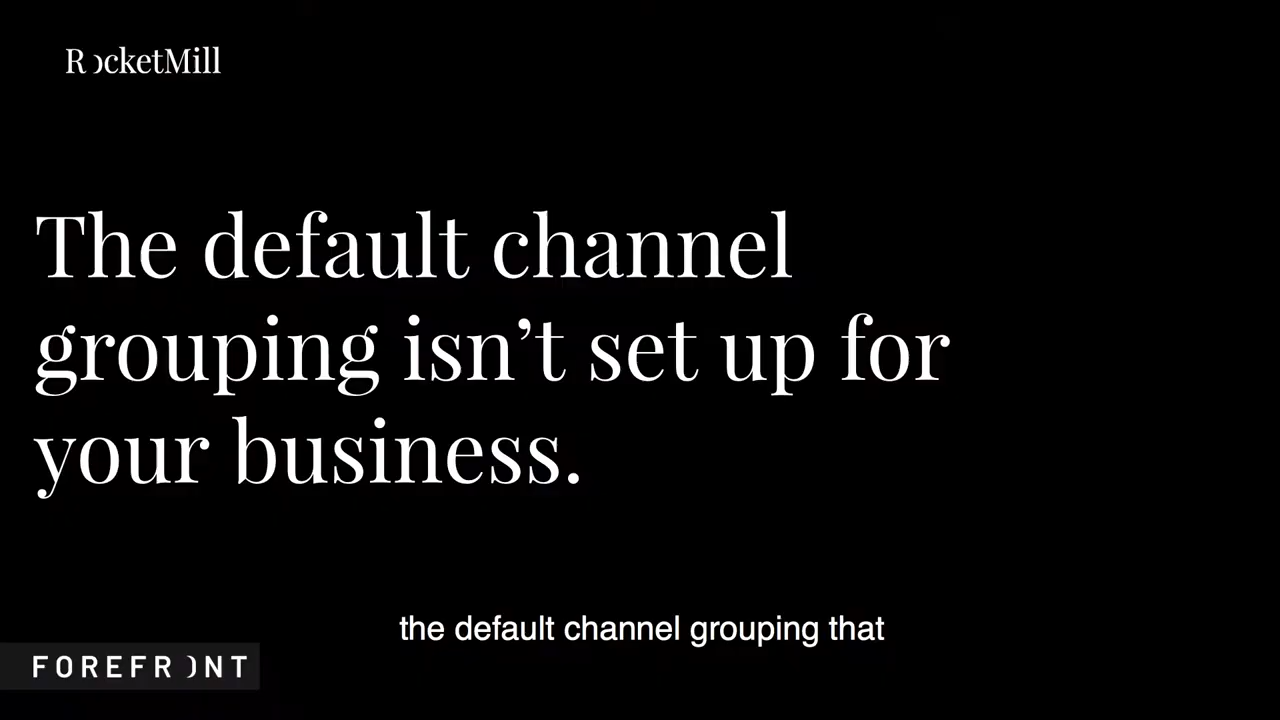 RocketMill
The default channel
grouping isn’t set up for
your business.
the default channel grouping that
FOREFRONT